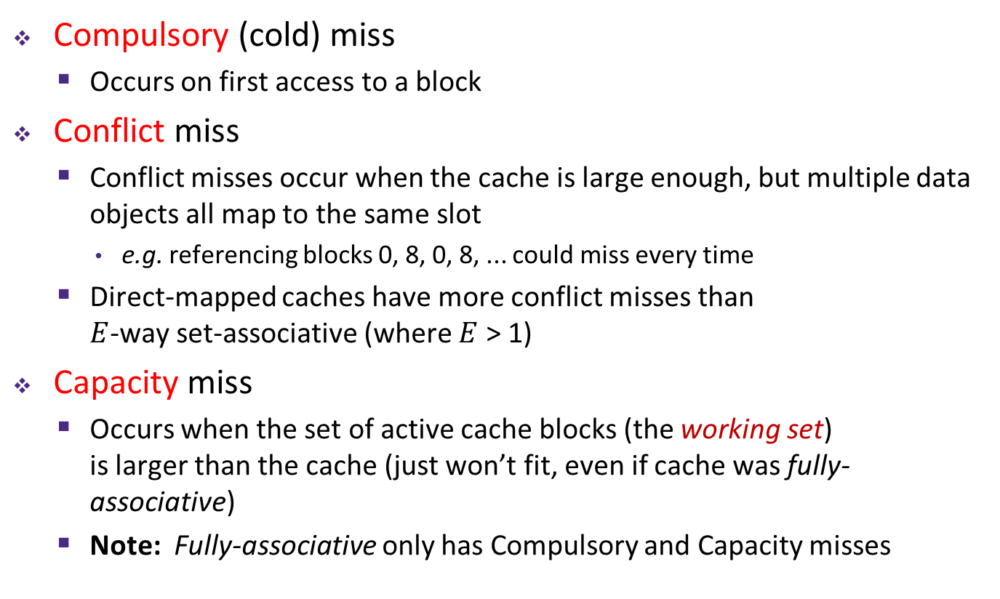 ❖ Compulsory (cold) miss
▪ Occurs on first access to a block
❖ Conflict miss
▪ Conflict misses occur when the cache is large enough, but multiple data
objects all map to the same slot
• e.g. referencing blocks 0, 8, 0, 8, ... could miss every time
▪ Direct-mapped caches have more conflict misses than
E-way set-associative (where E > 1)
❖ Capacity miss
▪ Occurs when the set of active cache blocks (the working set)
is larger than the cache (just won’t fit, even if cache was fully-
associative)
▪ Note: Fully-associative only has Compulsory and Capacity misses